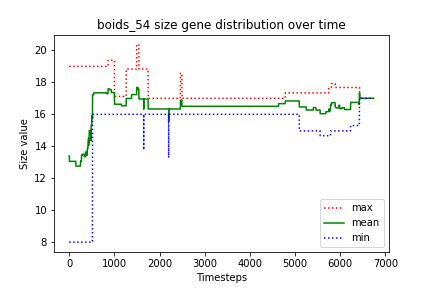 boids_54 size gene distribution over time
20
18
16
14
12
10
8
Size value
max
mean
min
0
1000
2000
3000
4000
5000
6000
7000
Timesteps